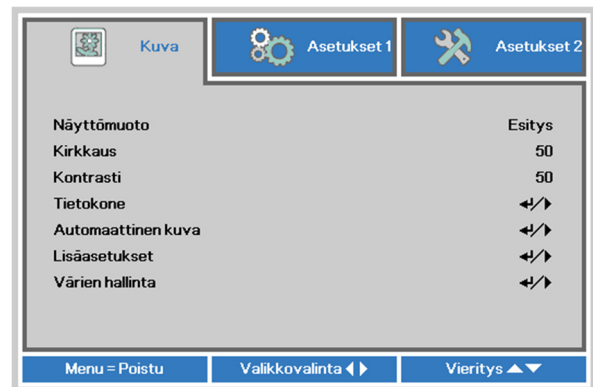 Kuva Asetukset 1 Asetukset 2
Näyttömuoto Esitys
Kirkkaus 50
Kontrasti 50
Tietokone
Automaattinen kuva
Lisäasetukset
Värien hallinta
Menu = Poistu Valikkovalinta Vieritys